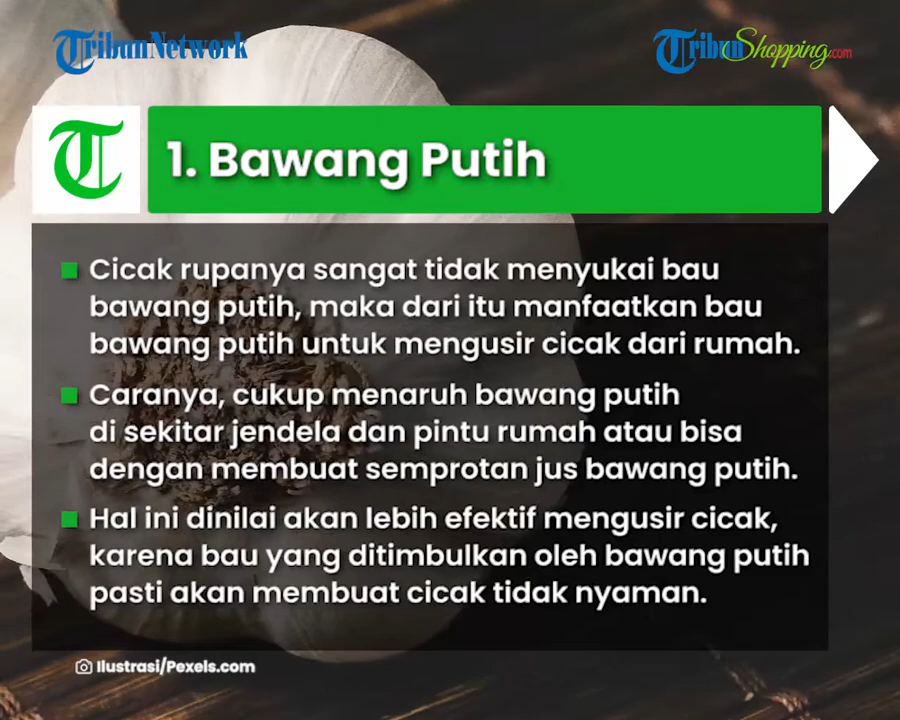 Tribun Network
TribunShopping.com
T
1. Bawang Putih
Cicak rupanya sangat tidak menyukai bau
bawang putih, maka dari itu manfaatkan bau
bawang putih untuk mengusir cicak dari rumah.
Caranya, cukup menaruh bawang putih
di sekitar jendela dan pintu rumah atau bisa
dengan membuat semprotan jus bawang putih.
Hal ini dinilai akan lebih efektif mengusir cicak,
karena bau yang ditimbulkan oleh bawang putih
pasti akan membuat cicak tidak nyaman.
Ilustrasi/Pexels.com